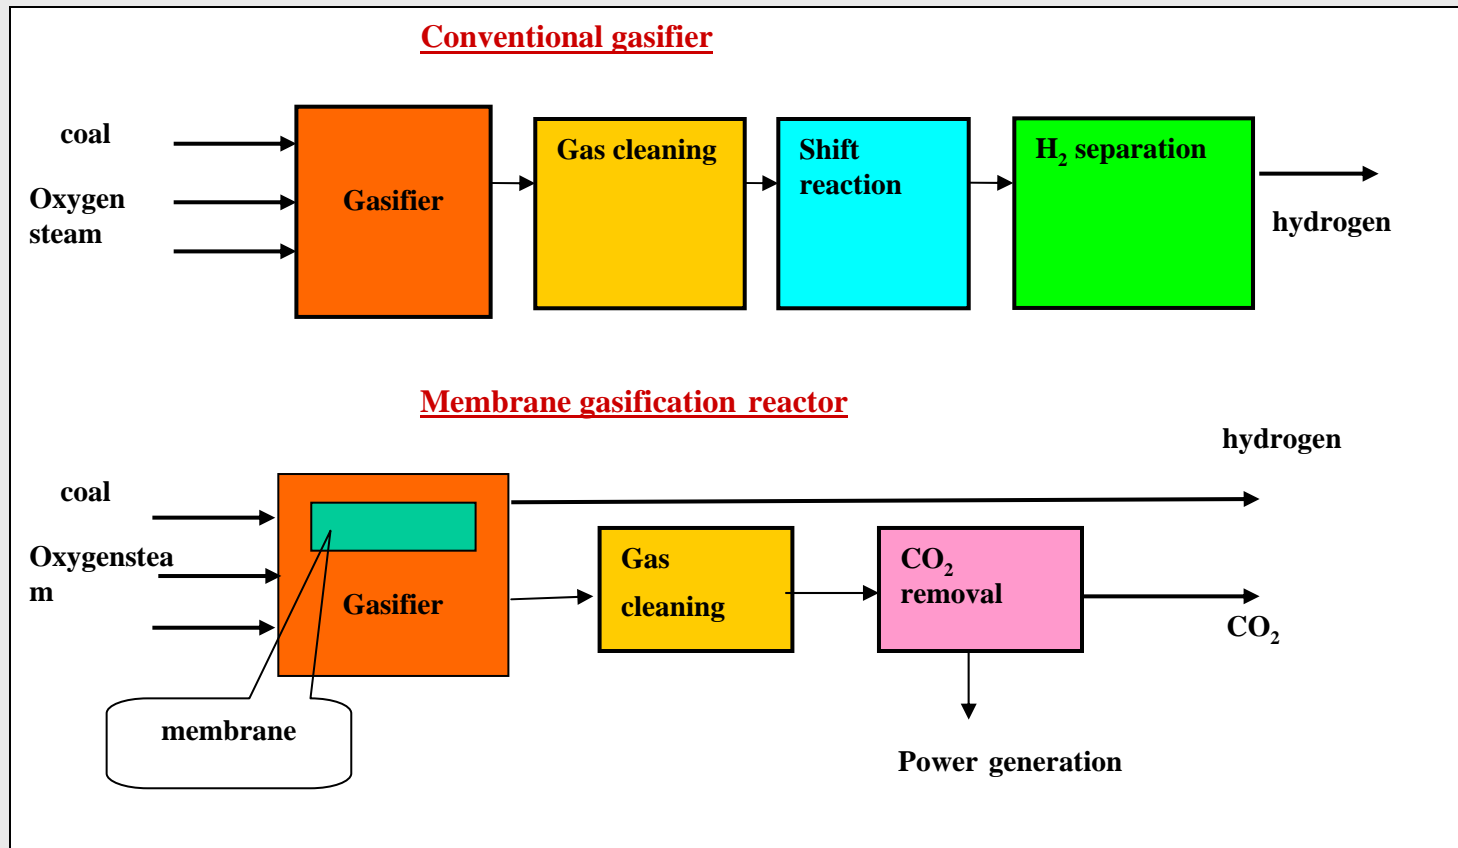 Conventional gasifier
coal
Oxygen
steam
Gasifier
Gas cleaning
Shift
reaction
H₂ separation
hydrogen
Membrane gasification reactor
hydrogen
coal
Oxygenstea
m
Gasifier
Gas
cleaning
CO₂
removal
CO₂
membrane
Power generation